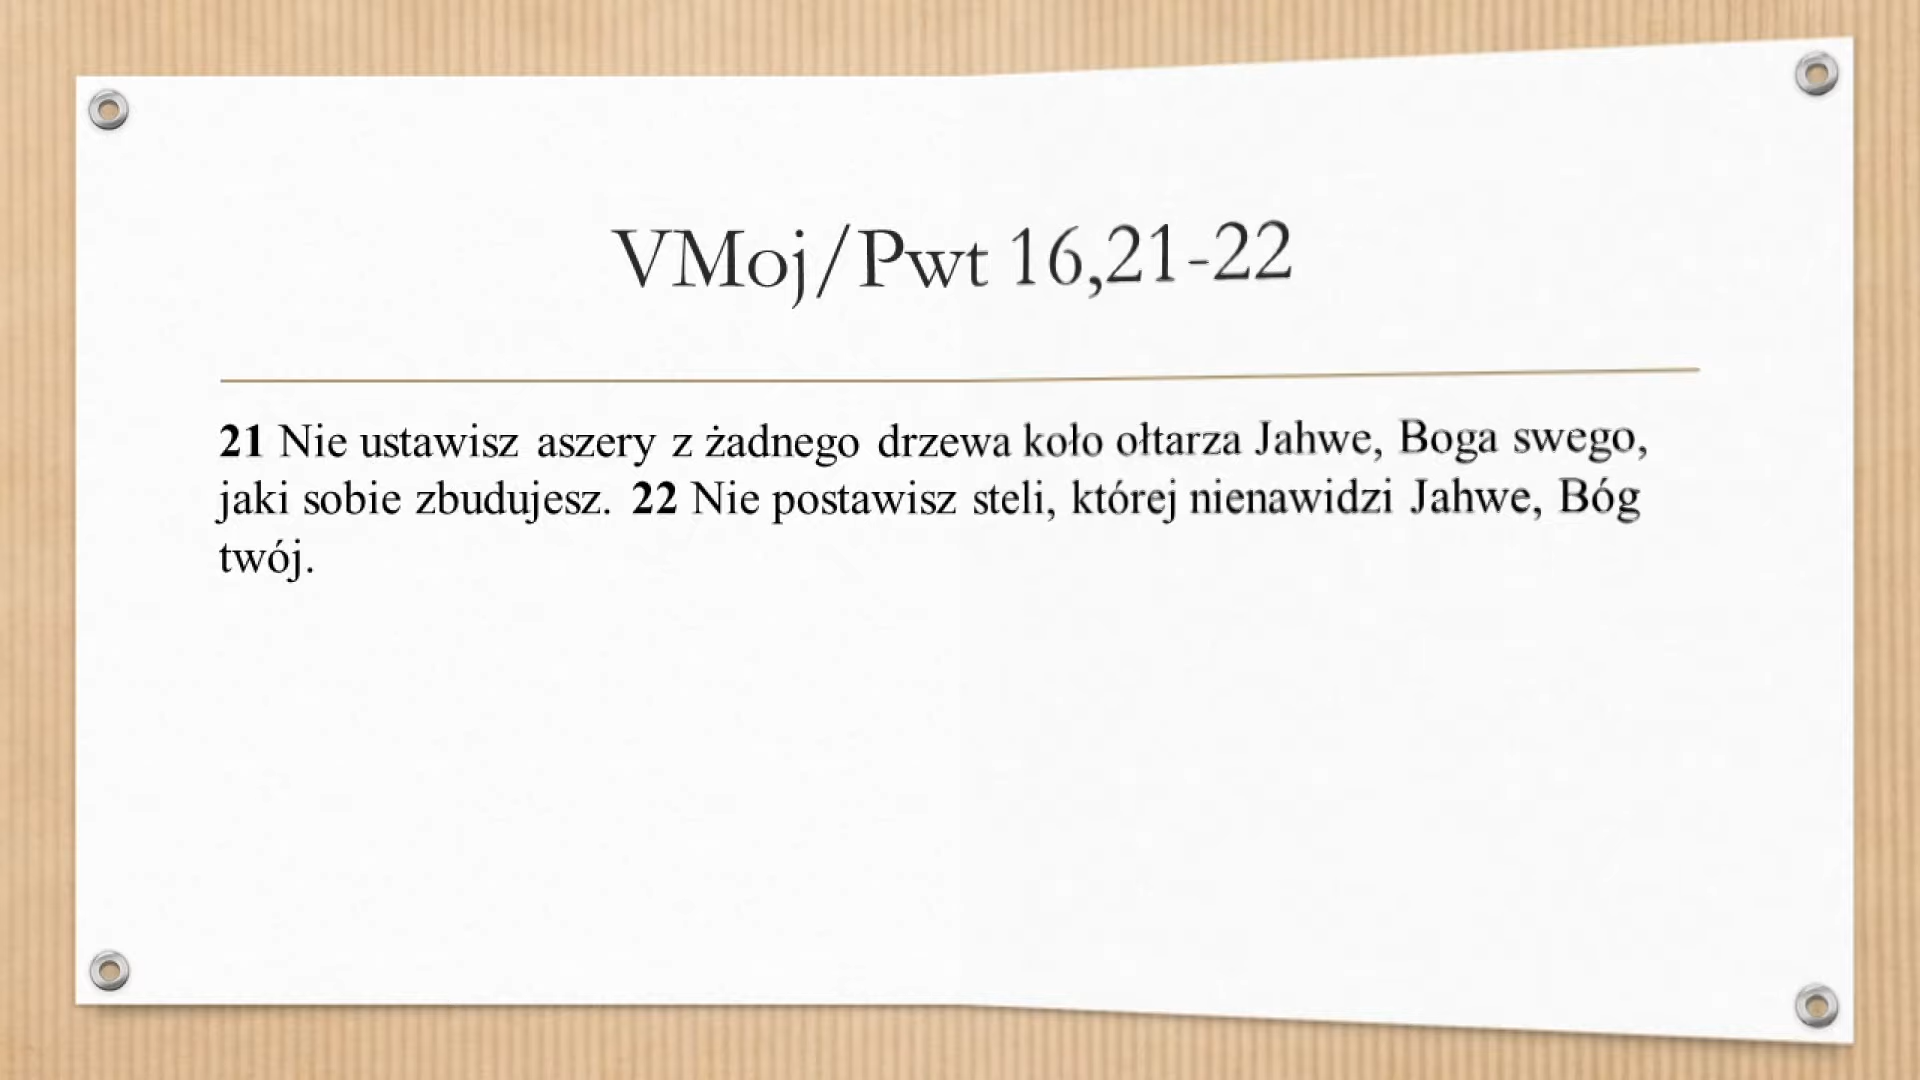 VMoj/Pwt 16,21-22
21 Nie ustawisz aszery z żadnego drzewa koło ołtarza Jahwe, Boga swego,
jaki sobie zbudujesz. 22 Nie postawisz steli, której nienawidzi Jahwe, Bóg
twój.